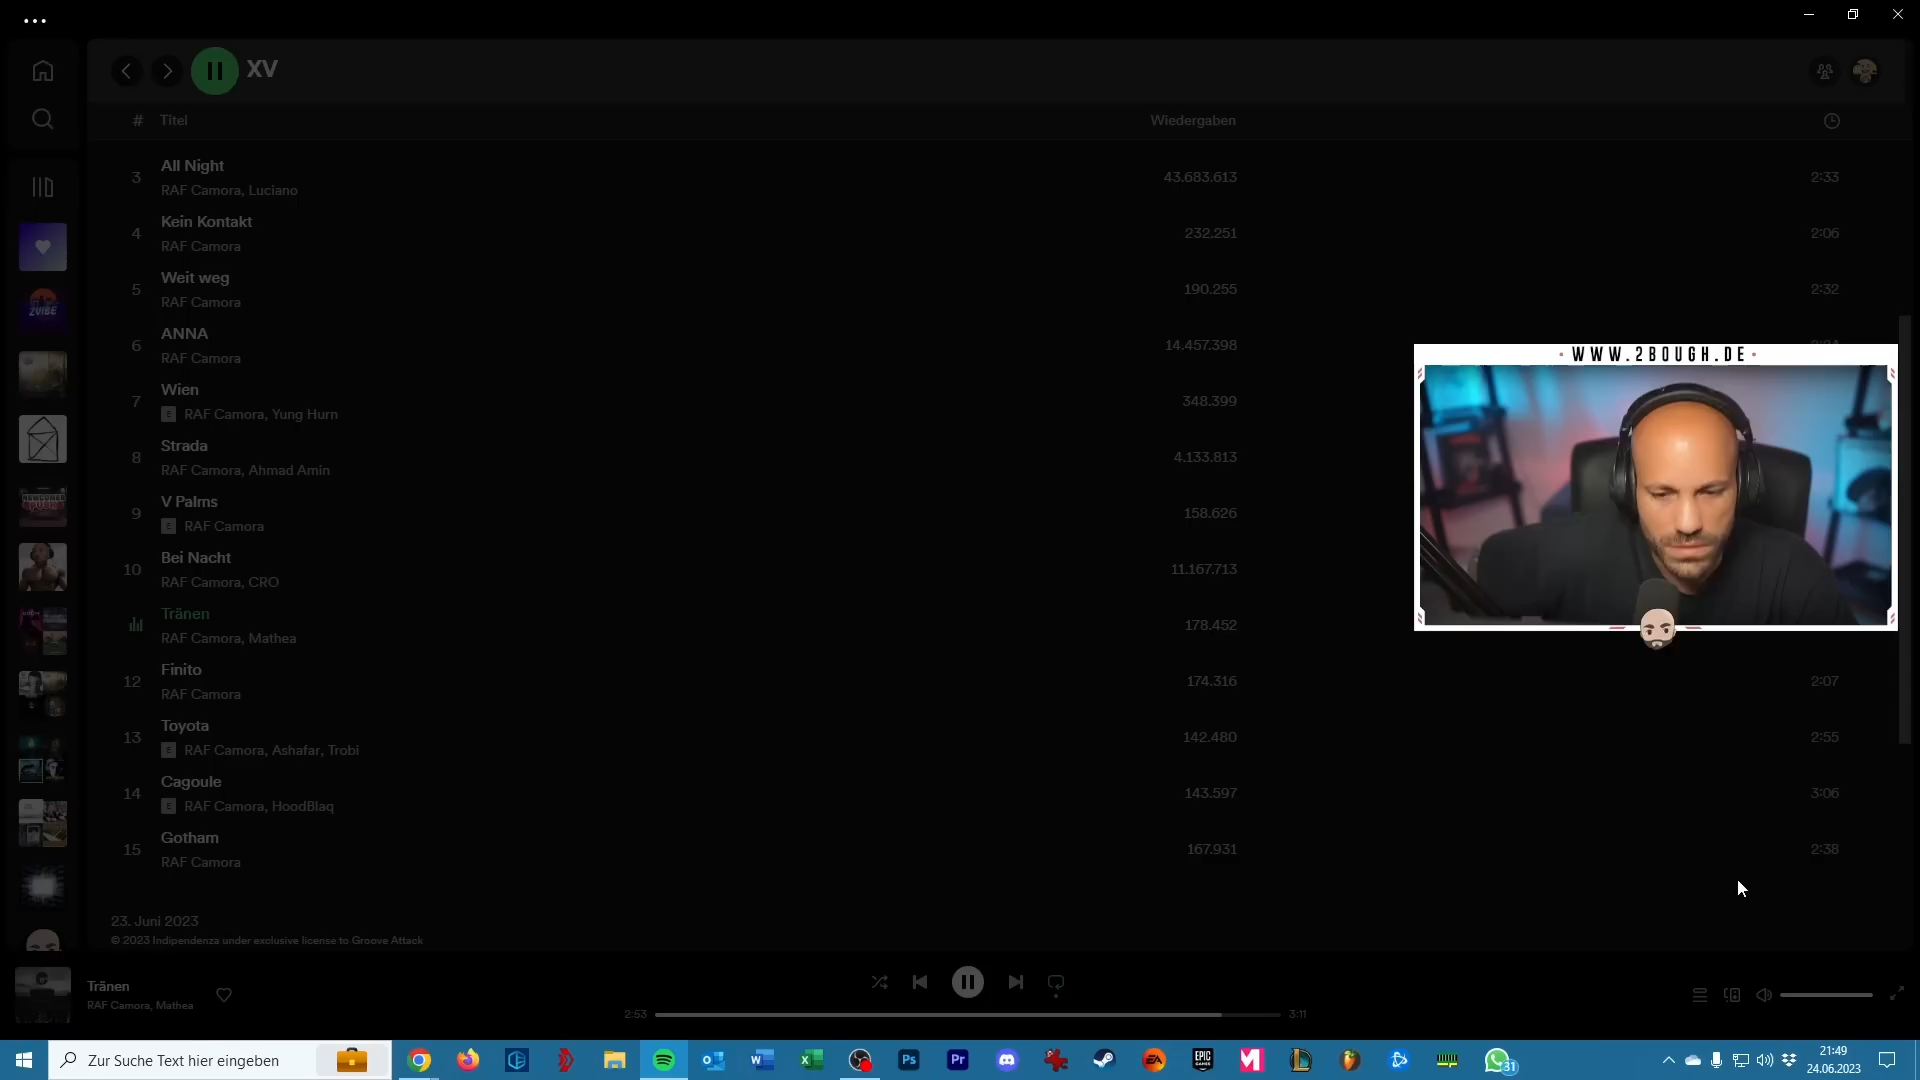 XV
# Titel Wiedergaben
3 All Night 43.683.613 2:33
RAF Camora, Luciano
4 Kein Kontakt 232.251 2:06
RAF Camora
5 Weit weg 190.255 2:32
RAF Camora
6 ANNA 14.457.398
RAF Camora
WWW.2BOUGH.DE
7 Wien 348.399
E RAF Camora, Yung Hurn
8 Strada 4.133.813
RAF Camora, Ahmad Amin
9 V Palms 158.626
E RAF Camora
10 Bei Nacht 11.167.713
RAF Camora, CRO
Tränen 178.452
RAF Camora, Mathea
12 Finito 174.316 2:07
RAF Camora
13 Toyota 142.480 2:55
E RAF Camora, Ashafar, Trobi
14 Cagoule 143.597 3:06
E RAF Camora, HoodBlaq
15 Gotham 167.931 2:38
RAF Camora
23. Juni 2023
© 2023 Indipendenza under exclusive license to Groove Attack
Tränen
RAF Camora, Mathea
2:53 3:11
Zur Suche Text hier eingeben
Ps
Pr
EA
EPIC
GAMES
31
21:49
24.06.2023
ZVIBE